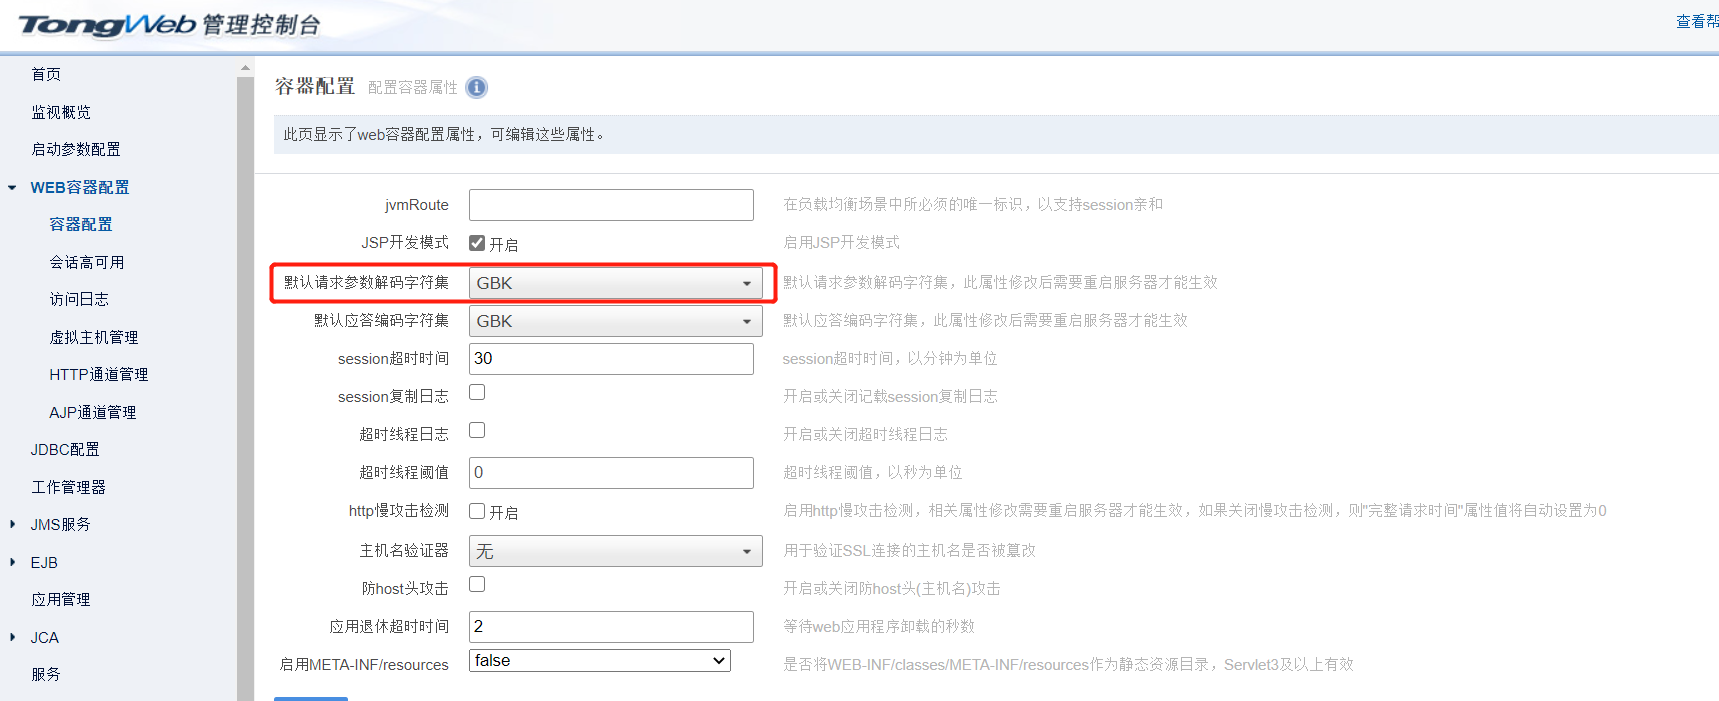 TongWeb 管理控制台
查看帮
首页
监视概览
启动参数配置
WEB容器配置
容器配置
会话高可用
访问日志
虚拟主机管理
HTTP通道管理
AJP通道管理
JDBC配置
工作管理器
JMS服务
EJB
应用管理
JCA
服务
容器配置 配置容器属性
此页显示了web容器配置属性，可编辑这些属性。
jvmRoute 在负载均衡场景中所必须的唯一标识，以支持session亲和
JSP开发模式 开启 启用JSP开发模式
默认请求参数解码字符集 GBK 默认请求参数解码字符集，此属性修改后需要重启服务器才能生效
默认应答编码字符集 GBK 默认应答编码字符集，此属性修改后需要重启服务器才能生效
session超时时间 30 session超时时间，以分钟为单位
session复制日志 开启或关闭记载session复制日志
超时线程日志 开启或关闭超时线程日志
超时线程阈值 0 超时线程阈值，以秒为单位
http慢攻击检测 开启 启用http慢攻击检测，相关属性修改需要重启服务器才能生效，如果关闭慢攻击检测，则"完整请求时间"属性值将自动设置为0
主机名验证器 无 用于验证SSL连接的主机名是否被篡改
防host头攻击 开启或关闭防host头(主机名)攻击
应用退休超时时间 2 等待web应用程序卸载的秒数
启用META-INF/resources false 是否将WEB-INF/classes/META-INF/resources作为静态资源目录，Servlet3及以上有效